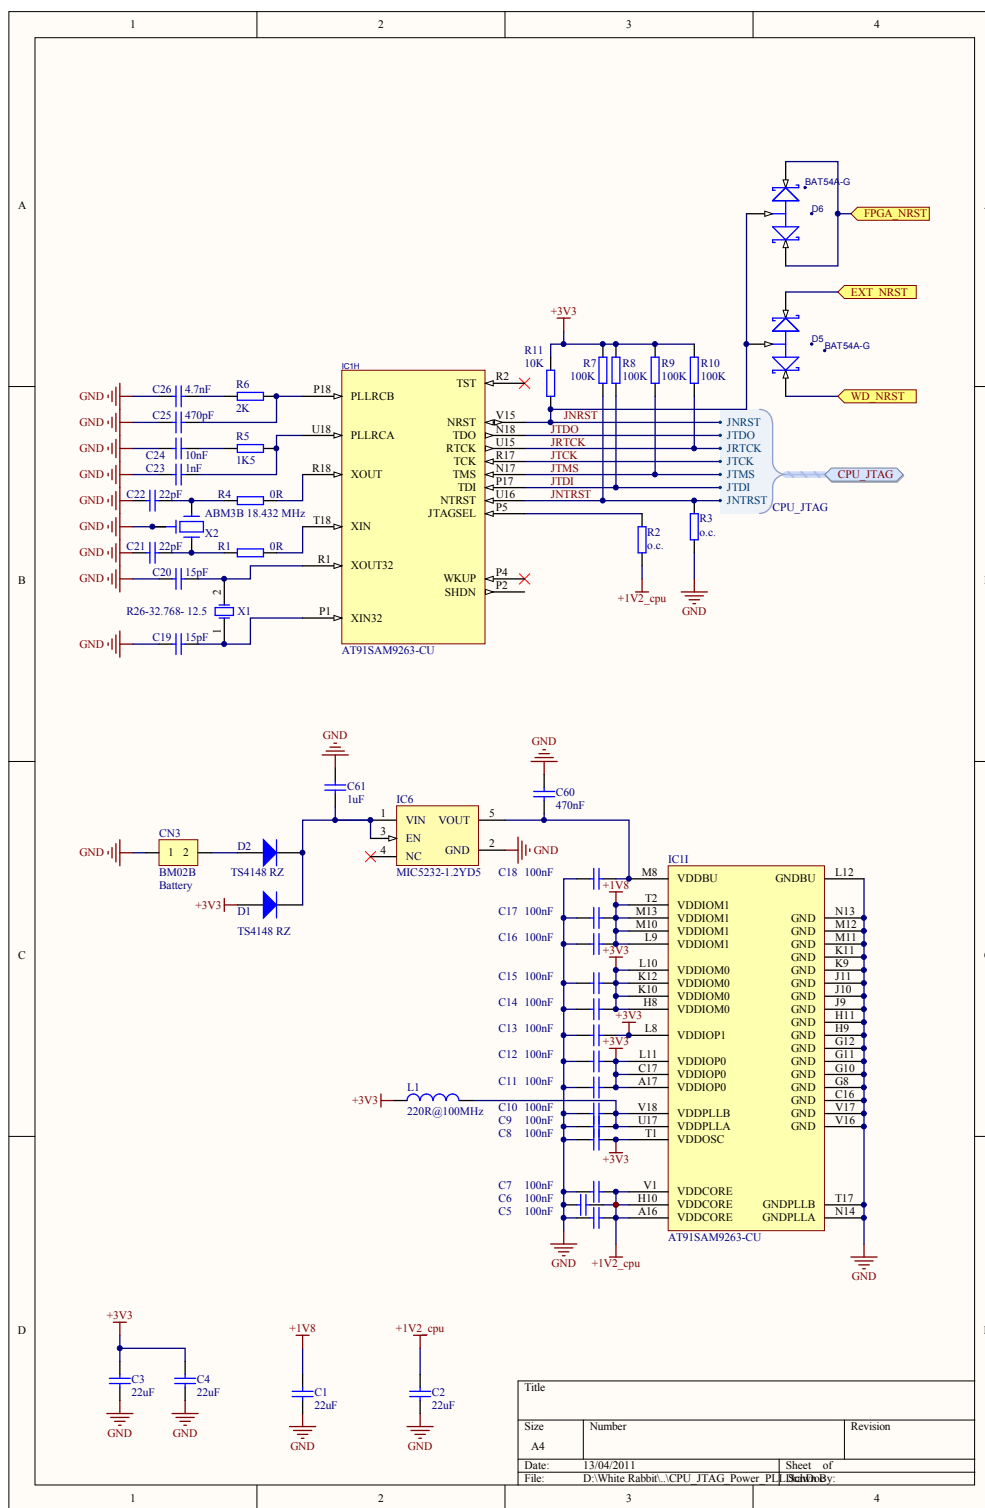 1 2 3 4
A
B
C
D
BAT54A-G
D6
FPGA_NRST
EXT_NRST
D5
BAT54A-G
WD_NRST
+3V3
R11
10K
R7
100K
R8
100K
R9
100K
R10
100K
IC1H
R2 TST
GND C26 4.7nF R6 2K P18 PLLRCB
GND C25 470pF
V15 NRST JNRST JNRST
N18 TDO JTDO JTDO
U15 RTCK JRTCK JRTCK
R17 TCK JTCK JTCK
N17 TMS JTMS JTMS
P17 TDI JTDI JTDI
U16 NTRST JNTRST JNTRST
P5 JTAGSEL
CPU_JTAG
CPU_JTAG
U18 PLLRCA
R5
1K5
GND C24 10nF
GND C23 1nF
R18 XOUT
GND C22 22pF R4 0R
ABM3B 18.432 MHz
GND X2
T18 XIN
GND C21 22pF R1 0R
R1 XOUT32
GND C20 15pF
2
R26-32.768- 12.5 X1
1
P1 XIN32
GND C19 15pF
P4 WKUP
P2 SHDN
R2
o.c.
R3
o.c.
+1V2_cpu
GND
AT91SAM9263-CU
GND
C61
1uF
GND
C60
470nF
IC6
1 VIN VOUT 5
3 EN
4 NC GND 2 GND
MIC5232-1.2YD5
CN3
GND 1 2
BM02B
Battery
D2
TS4148 RZ
+3V3 D1
TS4148 RZ
IC1I
C18 100nF M8 VDDBU GNDBU L12
+1V8
T2 VDDIOM1
C17 100nF M13 VDDIOM1 GND N13
M10 VDDIOM1 GND M12
C16 100nF L9 VDDIOM1 GND M11
+3V3 GND K11
L10 VDDIOM0 GND K9
C15 100nF K12 VDDIOM0 GND J11
K10 VDDIOM0 GND J10
C14 100nF H8 VDDIOM0 GND J9
+3V3 GND H11
C13 100nF L8 VDDIOP1 GND H9
+3V3 GND G12
C12 100nF L11 VDDIOP0 GND G11
C17 VDDIOP0 GND G10
C11 100nF A17 VDDIOP0 GND G8
+3V3 L1 220R@100MHz
GND C16
C10 100nF V18 VDDPLLB GND V17
C9 100nF U17 VDDPLLA GND V16
C8 100nF T1 VDDOSC
+3V3
C7 100nF V1 VDDCORE
C6 100nF H10 VDDCORE GNDPLLB T17
C5 100nF A16 VDDCORE GNDPLLA N14
AT91SAM9263-CU
GND +1V2_cpu
GND
+3V3
C3
22uF
C4
22uF
GND GND
+1V8
C1
22uF
GND
+1V2_cpu
C2
22uF
GND
Title
Size Number Revision
A4
Date: 13/04/2011 Sheet of
File: D:\White Rabbit\..\CPU_JTAG_Power_PLL By:
1 2 3 4